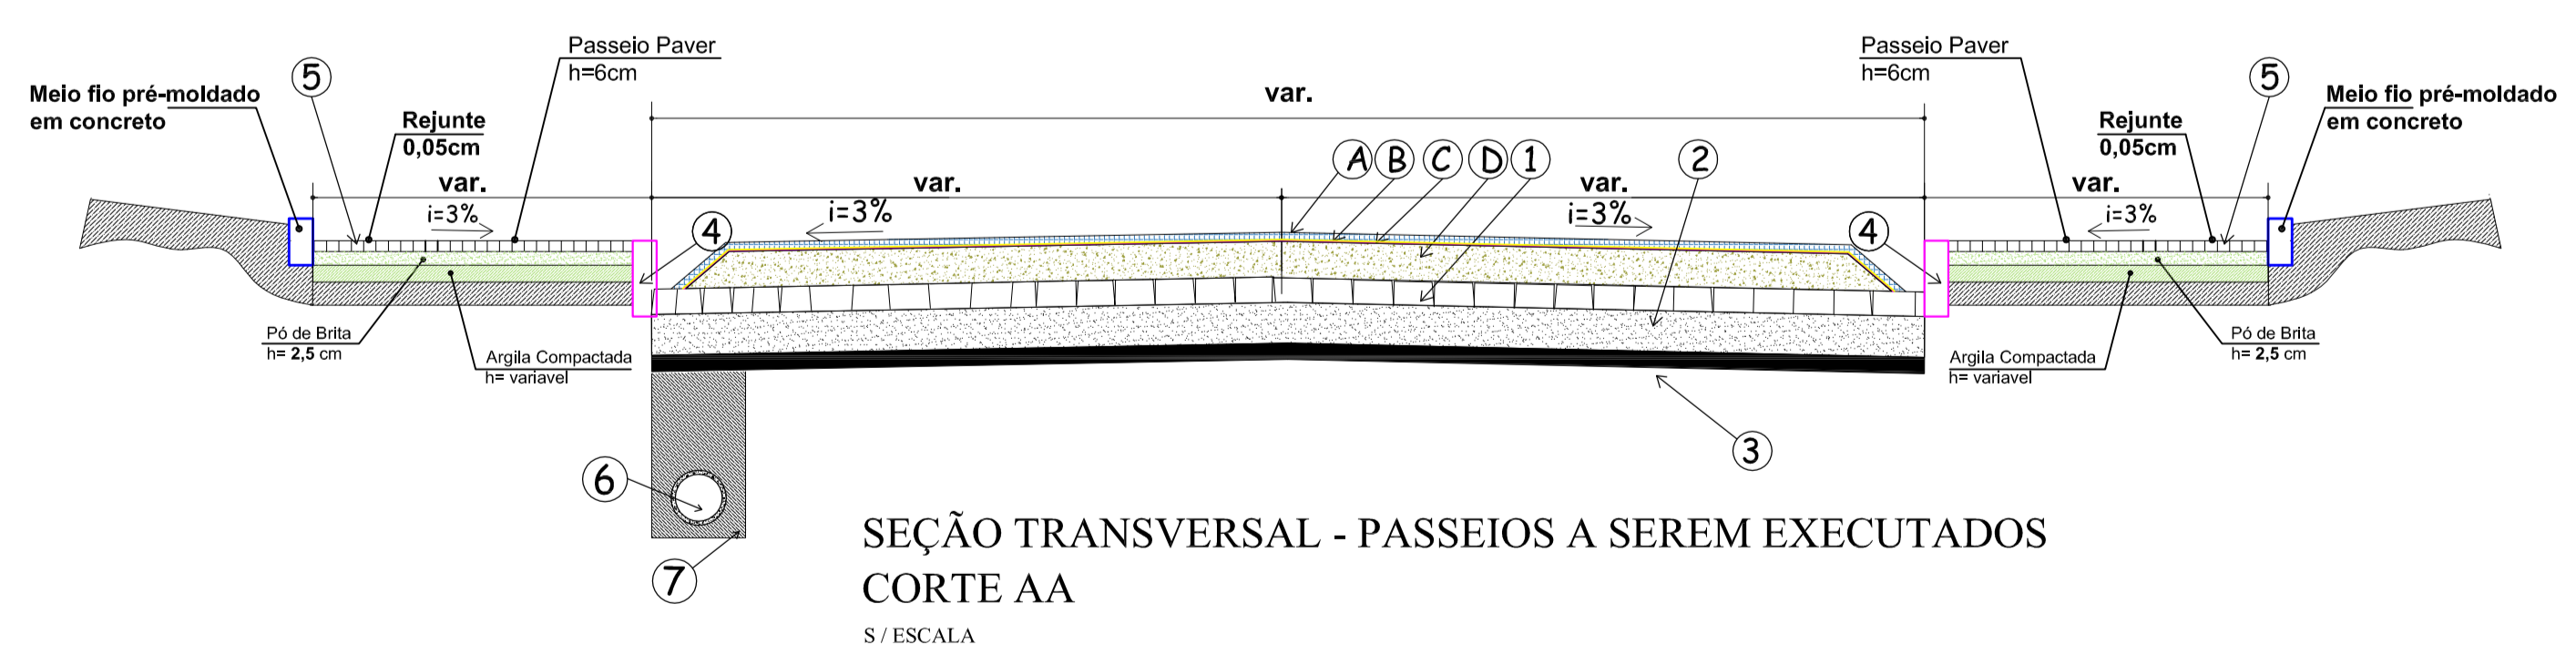 Passeio Paver
h=6cm
5
Meio fio pré-moldado
em concreto
Rejunte
0,05cm
var.
i=3%
var.
var.
i=3%
4
A
B
C
D
1
2
var.
i=3%
4
Passeio Paver
h=6cm
5
Meio fio pré-moldado
em concreto
Rejunte
0,05cm
var.
i=3%
Pó de Brita
h= 2,5 cm
Argila Compactada
h= variavel
Pó de Brita
h= 2,5 cm
Argila Compactada
h= variavel
3
6
7
SEÇÃO TRANSVERSAL - PASSEIOS A SEREM EXECUTADOS
CORTE AA
S / ESCALA